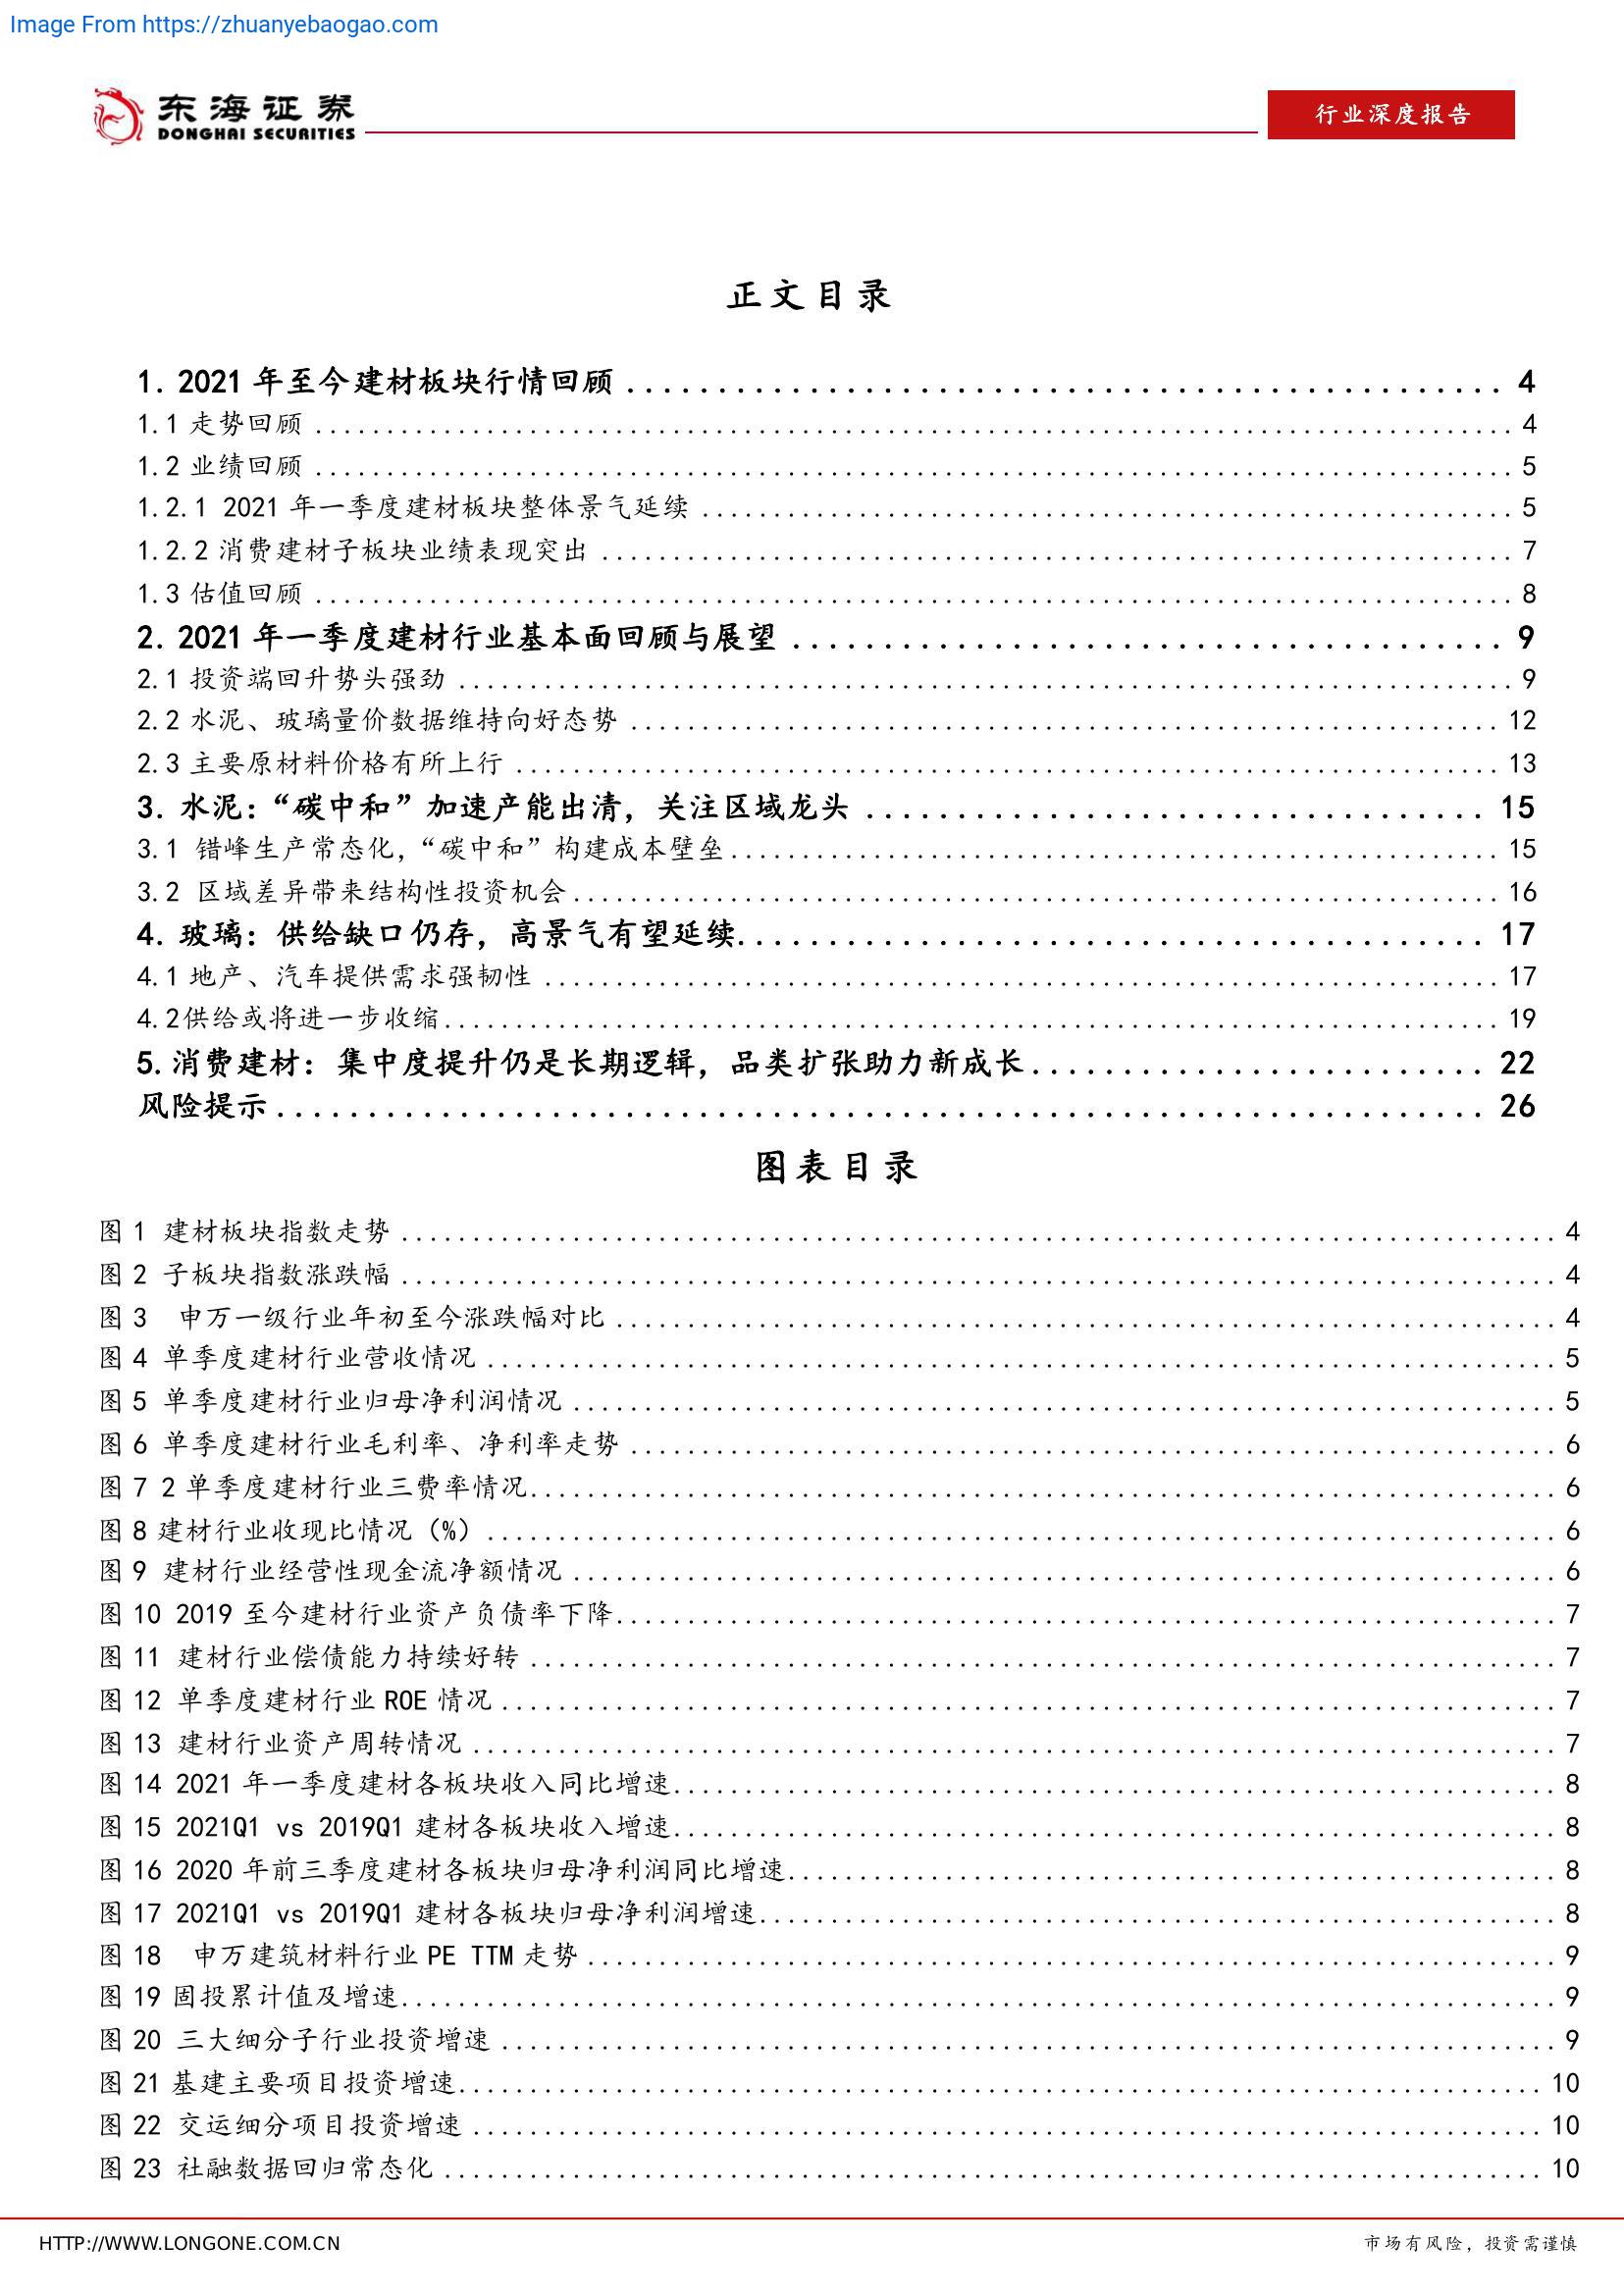 Image From https://zhuanyebaogao.com
东海证券
DONGHAI SECURITIES
行业深度报告
正文目录
1. 2021 年至今建材板块行情回顾 ........................................ 4
1.1 走势回顾 ........................................ 4
1.2 业绩回顾 ........................................ 5
1.2.1 2021 年一季度建材板块整体景气延续 ........................................ 5
1.2.2 消费建材子板块业绩表现突出 ........................................ 7
1.3 估值回顾 ........................................ 8
2. 2021 年一季度建材行业基本面回顾与展望 ........................................ 9
2.1 投资端回升势头强劲 ........................................ 9
2.2 水泥、玻璃量价数据维持向好态势 ........................................ 12
2.3 主要原材料价格有所上行 ........................................ 13
3. 水泥：“碳中和”加速产能出清，关注区域龙头 ........................................ 15
3.1 错峰生产常态化，“碳中和”构建成本壁垒 ........................................ 15
3.2 区域差异带来结构性投资机会 ........................................ 16
4. 玻璃：供给缺口仍存，高景气有望延续 ........................................ 17
4.1 地产、汽车提供需求强韧性 ........................................ 17
4.2供给或将进一步收缩 ........................................ 19
5.消费建材：集中度提升仍是长期逻辑，品类扩张助力新成长 ........................................ 22
风险提示 ........................................ 26
图表目录
图 1 建材板块指数走势 ........................................ 4
图 2 子板块指数涨跌幅 ........................................ 4
图 3 申万一级行业年初至今涨跌幅对比 ........................................ 4
图 4 单季度建材行业营收情况 ........................................ 5
图 5 单季度建材行业归母净利润情况 ........................................ 5
图 6 单季度建材行业毛利率、净利率走势 ........................................ 6
图 7 2 单季度建材行业三费率情况 ........................................ 6
图 8 建材行业收现比情况（%） ........................................ 6
图 9 建材行业经营性现金流净额情况 ........................................ 6
图 10 2019 至今建材行业资产负债率下降 ........................................ 7
图 11 建材行业偿债能力持续好转 ........................................ 7
图 12 单季度建材行业 ROE 情况 ........................................ 7
图 13 建材行业资产周转情况 ........................................ 7
图 14 2021 年一季度建材各板块收入同比增速 ........................................ 8
图 15 2021Q1 vs 2019Q1 建材各板块收入增速 ........................................ 8
图 16 2020 年前三季度建材各板块归母净利润同比增速 ........................................ 8
图 17 2021Q1 vs 2019Q1 建材各板块归母净利润增速 ........................................ 8
图 18 申万建筑材料行业 PE TTM 走势 ........................................ 9
图 19 固投累计值及增速 ........................................ 9
图 20 三大细分子行业投资增速 ........................................ 9
图 21 基建主要项目投资增速 ........................................ 10
图 22 交运细分项目投资增速 ........................................ 10
图 23 社融数据回归常态化 ........................................ 10
HTTP://WWW.LONGONE.COM.CN
市场有风险，投资需谨慎